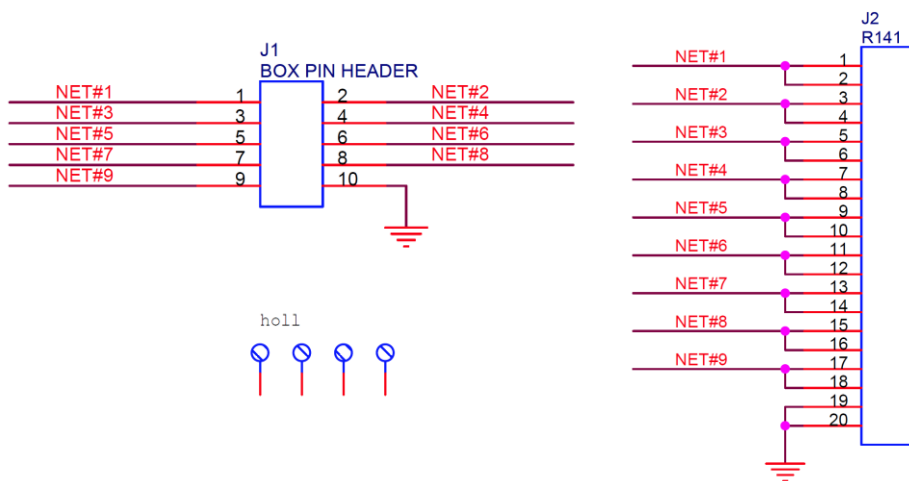 J1
BOX PIN HEADER
NET#1 1 2 NET#2
NET#3 3 4 NET#4
NET#5 5 6 NET#6
NET#7 7 8 NET#8
NET#9 9 10
holl
J2
R141
NET#1 1
2
NET#2 3
4
NET#3 5
6
NET#4 7
8
NET#5 9
10
NET#6 11
12
NET#7 13
14
NET#8 15
16
NET#9 17
18
19
20